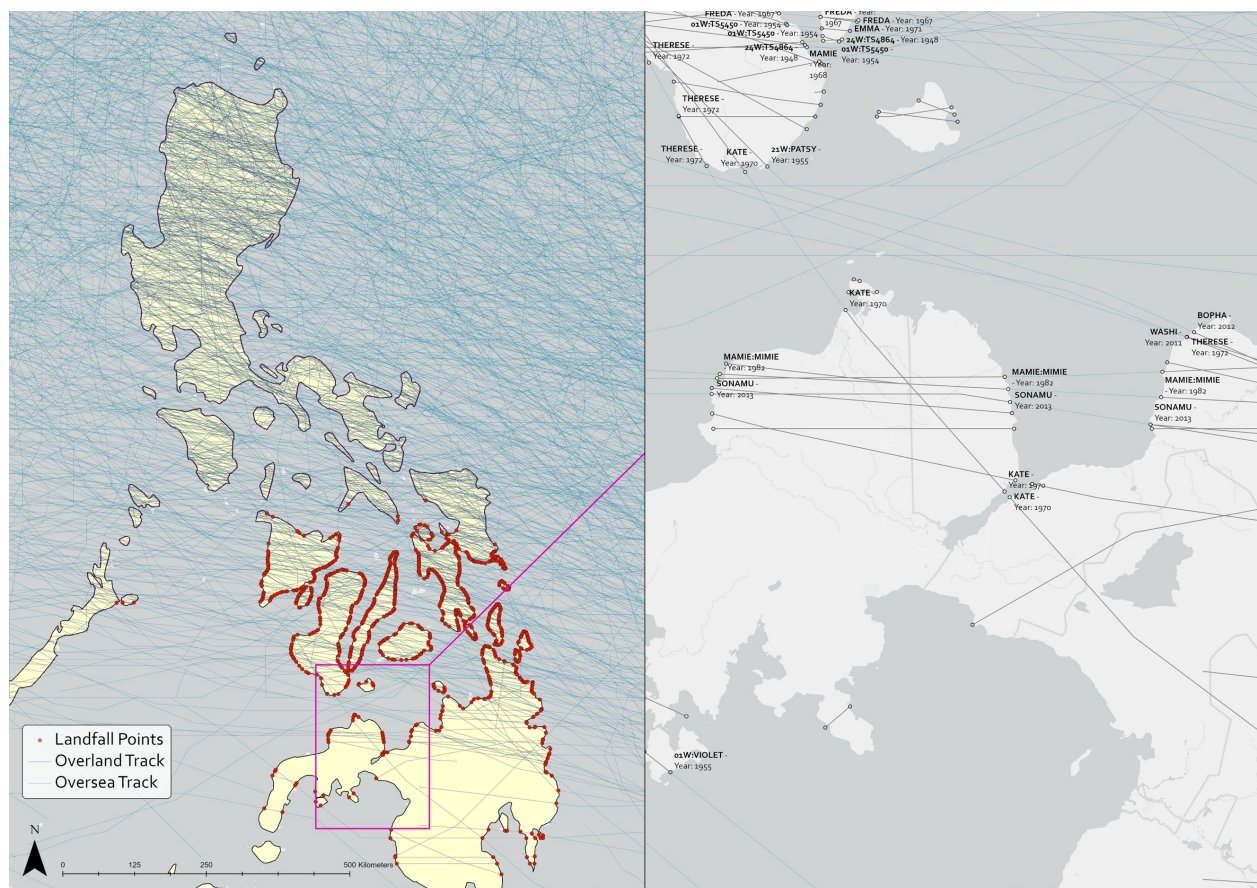 Landfall Points
Overland Track
Oversea Track
N
0
125
250
500 Kilometers
FREDA - Year: 1967
01W:TS5450 - Year: 1954
01W:TS5450 - Year: 1954
THERESE -
Year: 1972
24W:TS4864
- Year: 1948
MAMIE
- Year:
1968
FREDA - Year:
1967
FREDA - Year: 1967
EMMA - Year: 1971
24W:TS4864 - Year: 1948
01W:TS5450 -
Year: 1954
THERESE -
Year: 1972
THERESE -
Year: 1972
KATE -
Year: 1970
21W:PATSY -
Year: 1955
KATE -
Year: 1970
BOPHA -
Year: 2012
WASHI -
Year: 2011
THERESE -
Year: 1972
MAMIE:MIMIE
- Year: 1982
SONAMU -
Year: 2013
MAMIE:MIMIE
- Year: 1982
SONAMU -
Year: 2013
MAMIE:MIMIE
- Year: 1982
SONAMU -
Year: 2013
KATE -
Year: 1970
KATE -
Year: 1970
01W:VIOLET -
Year: 1955